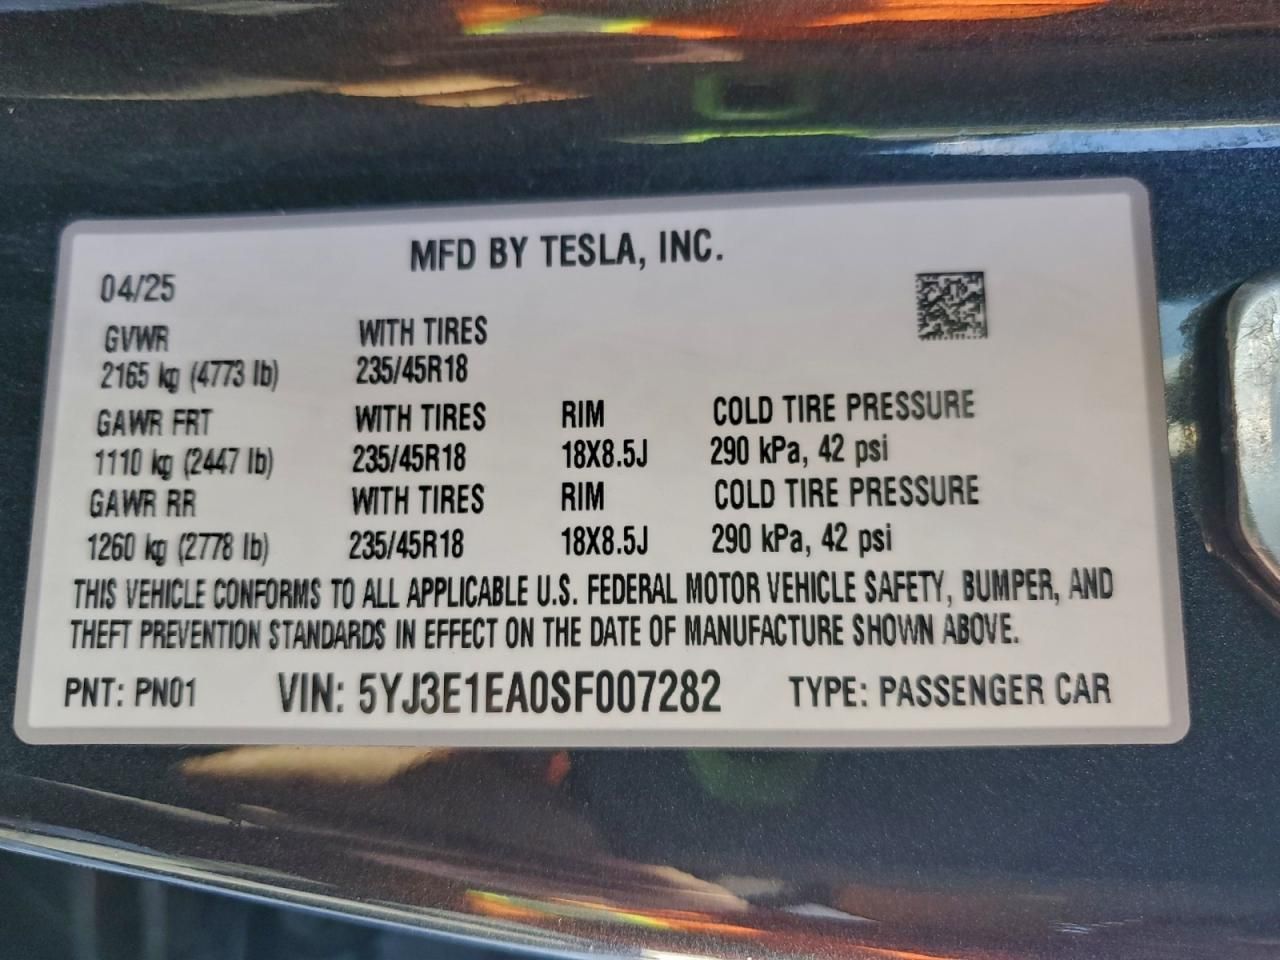 MFD BY TESLA, INC.
04/25
GVWR WITH TIRES
2165 kg (4773 lb) 235/45R18
GAWR FRT WITH TIRES RIM COLD TIRE PRESSURE
1110 kg (2447 lb) 235/45R18 18X8.5J 290 kPa, 42 psi
GAWR RR WITH TIRES RIM COLD TIRE PRESSURE
1260 kg (2778 lb) 235/45R18 18X8.5J 290 kPa, 42 psi
THIS VEHICLE CONFORMS TO ALL APPLICABLE U.S. FEDERAL MOTOR VEHICLE SAFETY, BUMPER, AND
THEFT PREVENTION STANDARDS IN EFFECT ON THE DATE OF MANUFACTURE SHOWN ABOVE.
PNT: PN01 VIN: 5YJ3E1EA0SF007282 TYPE: PASSENGER CAR